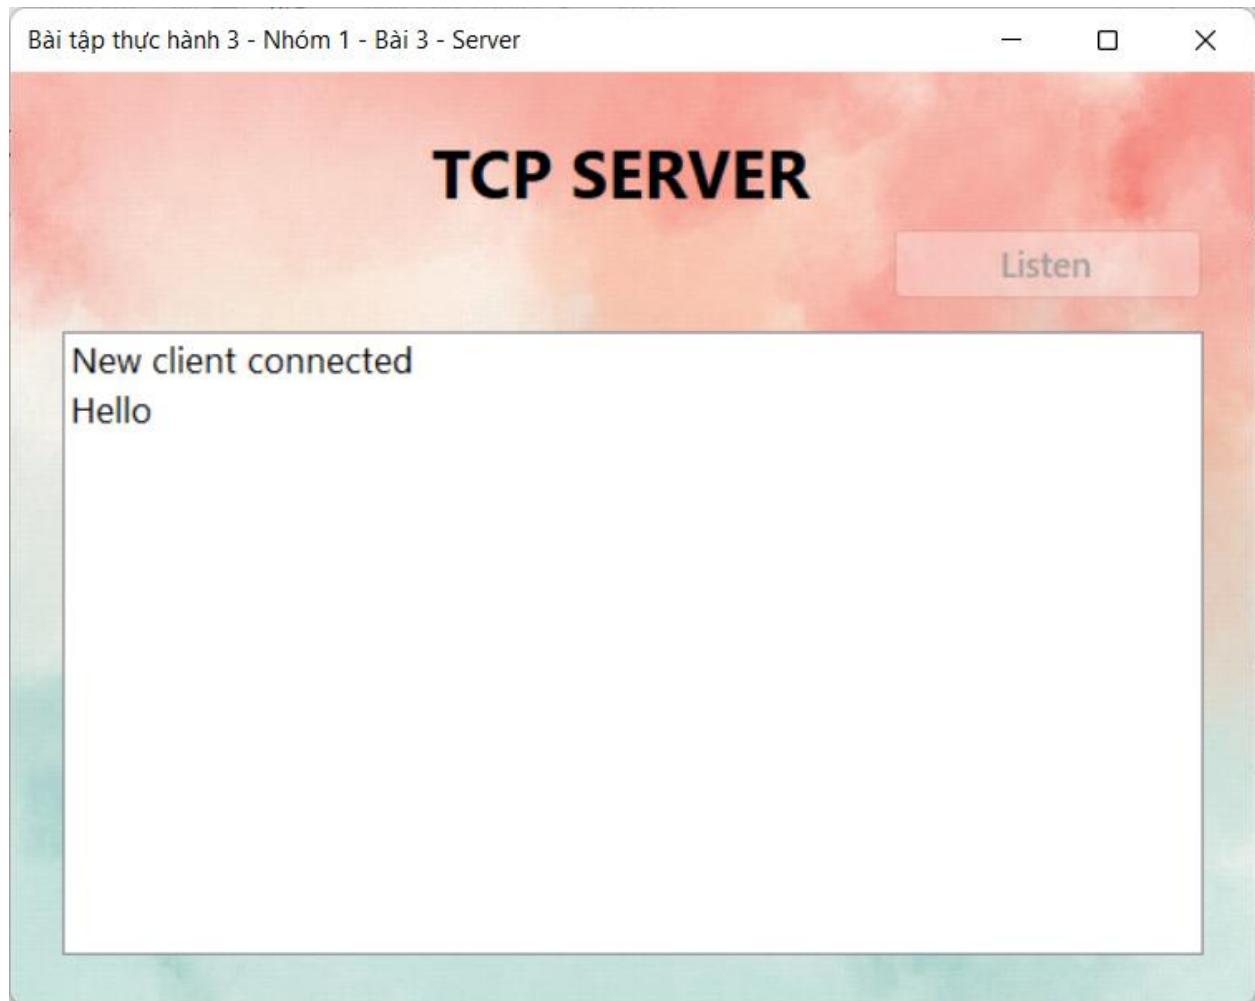 Bài tập thực hành 3 - Nhóm 1 - Bài 3 - Server
TCP SERVER
Listen
New client connected
Hello